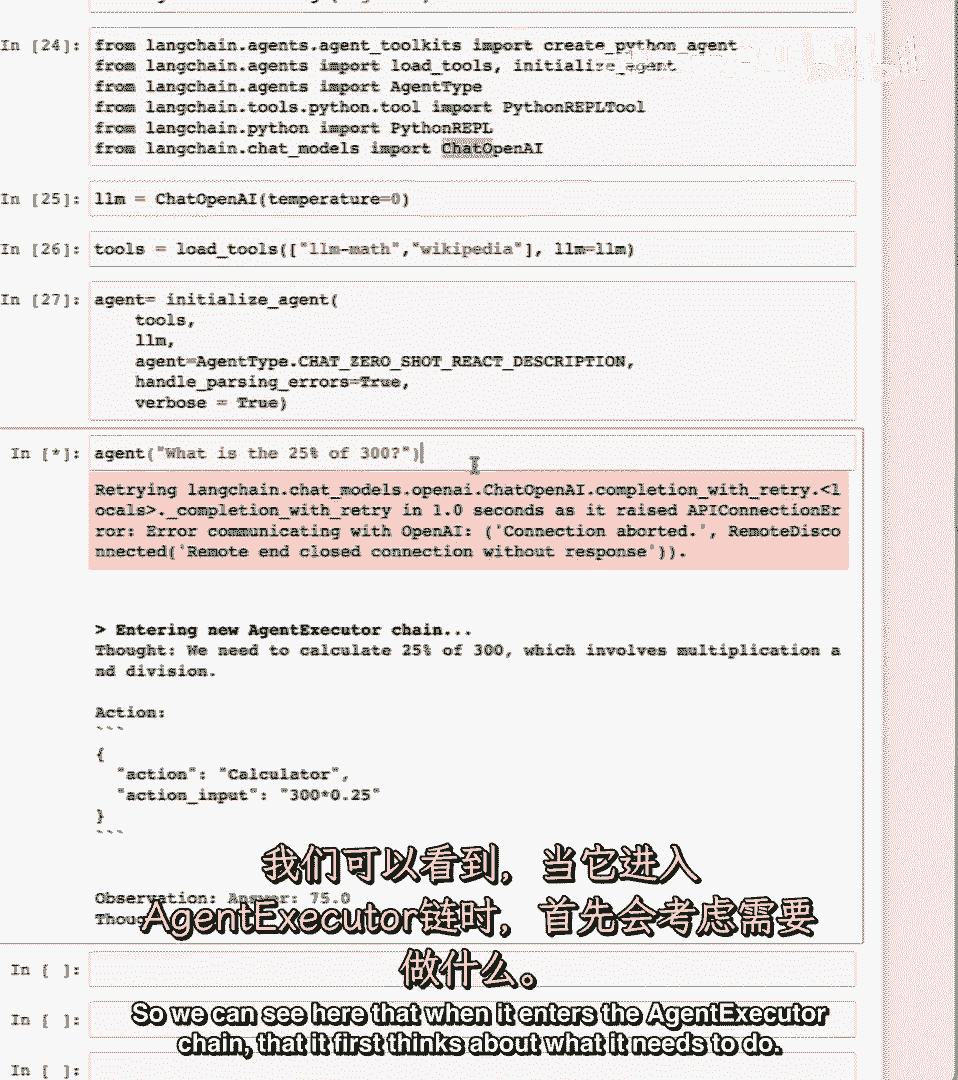 In [24]:
from langchain.agents.agent_toolkits import create_python_agent
from langchain.agents import load_tools, initialize_agent
from langchain.agents import AgentType
from langchain.tools.python.tool import PythonREPLTool
from langchain.python import PythonREPL
from langchain.chat_models import ChatOpenAI
In [25]:
llm = ChatOpenAI(temperature=0)
In [26]:
tools = load_tools(["llm-math","wikipedia"], llm=llm)
In [27]:
agent= initialize_agent(
    tools,
    llm,
    agent=AgentType.CHAT_ZERO_SHOT_REACT_DESCRIPTION,
    handle_parsing_errors=True,
    verbose = True)
In [*]:
agent("What is the 25% of 300?")
Retrying langchain.chat_models.openai.ChatOpenAI.completion_with_retry.<l
ocals>._completion_with_retry in 1.0 seconds as it raised APIConnectionEr
ror: Error communicating with OpenAI: ('Connection aborted.', RemoteDisco
nnected('Remote end closed connection without response')).
> Entering new AgentExecutor chain...
Thought: We need to calculate 25% of 300, which involves multiplication a
nd division.
Action:
```
{
  "action": "Calculator",
  "action_input": "300*0.25"
}
```
Observation: Answer: 75.0
我们可以看到，当它进入
AgentExecutor链时，首先会考虑需要
做什么。
In [ ]:
So we can see here that when it enters the AgentExecutor
chain, that it first thinks about what it needs to do.
In [ ]:
In [ ]: